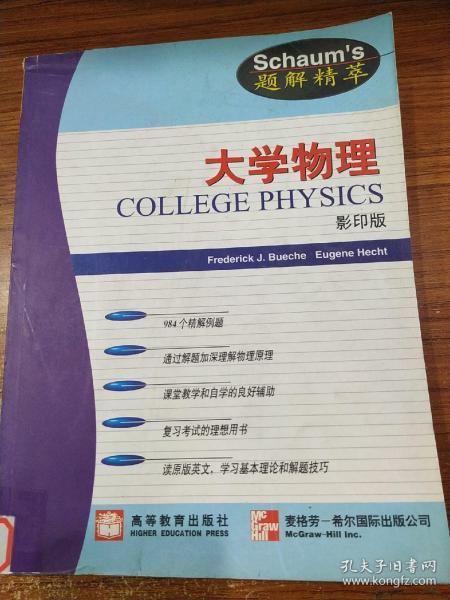 Schaum's
题解精萃
大学物理
COLLEGE PHYSICS
影印版
Frederick J. Bueche Eugene Hecht
984个精解例题
通过解题加深理解物理原理
课堂教学和自学的良好辅助
复习考试的理想用书
读原版英文，学习基本理论和解题技巧
高等教育出版社
HIGHER EDUCATION PRESS
Mc
Graw
Hill
麦格劳-希尔国际出版公司
McGraw-Hill Inc.
孔夫子旧书网
www.kongfz.com